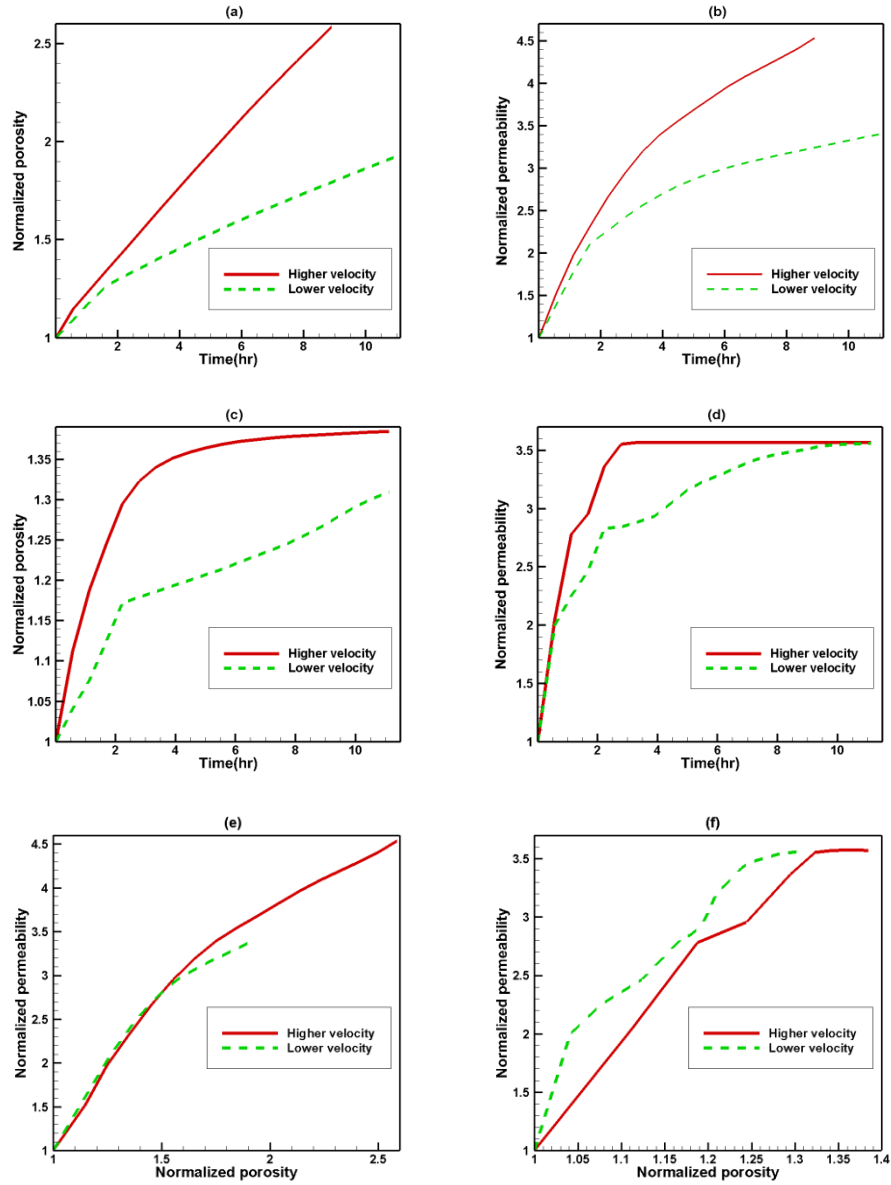 (a)
2.5
2
1.5
1
Normalized porosity
Higher velocity
Lower velocity
2 4 6 8 10
Time(hr)
(b)
4.5
4
3.5
3
2.5
2
1.5
1
Normalized permeability
Higher velocity
Lower velocity
2 4 6 8 10
Time(hr)
(c)
1.35
1.3
1.25
1.2
1.15
1.1
1.05
1
Normalized porosity
Higher velocity
Lower velocity
2 4 6 8 10
Time(hr)
(d)
3.5
3
2.5
2
1.5
1
Normalized permeability
Higher velocity
Lower velocity
2 4 6 8 10
Time(hr)
(e)
4.5
4
3.5
3
2.5
2
1.5
1
Normalized permeability
Higher velocity
Lower velocity
1 1.5 2 2.5
Normalized porosity
(f)
3.5
3
2.5
2
1.5
1
Normalized permeability
Higher velocity
Lower velocity
1 1.05 1.1 1.15 1.2 1.25 1.3 1.35 1.4
Normalized porosity